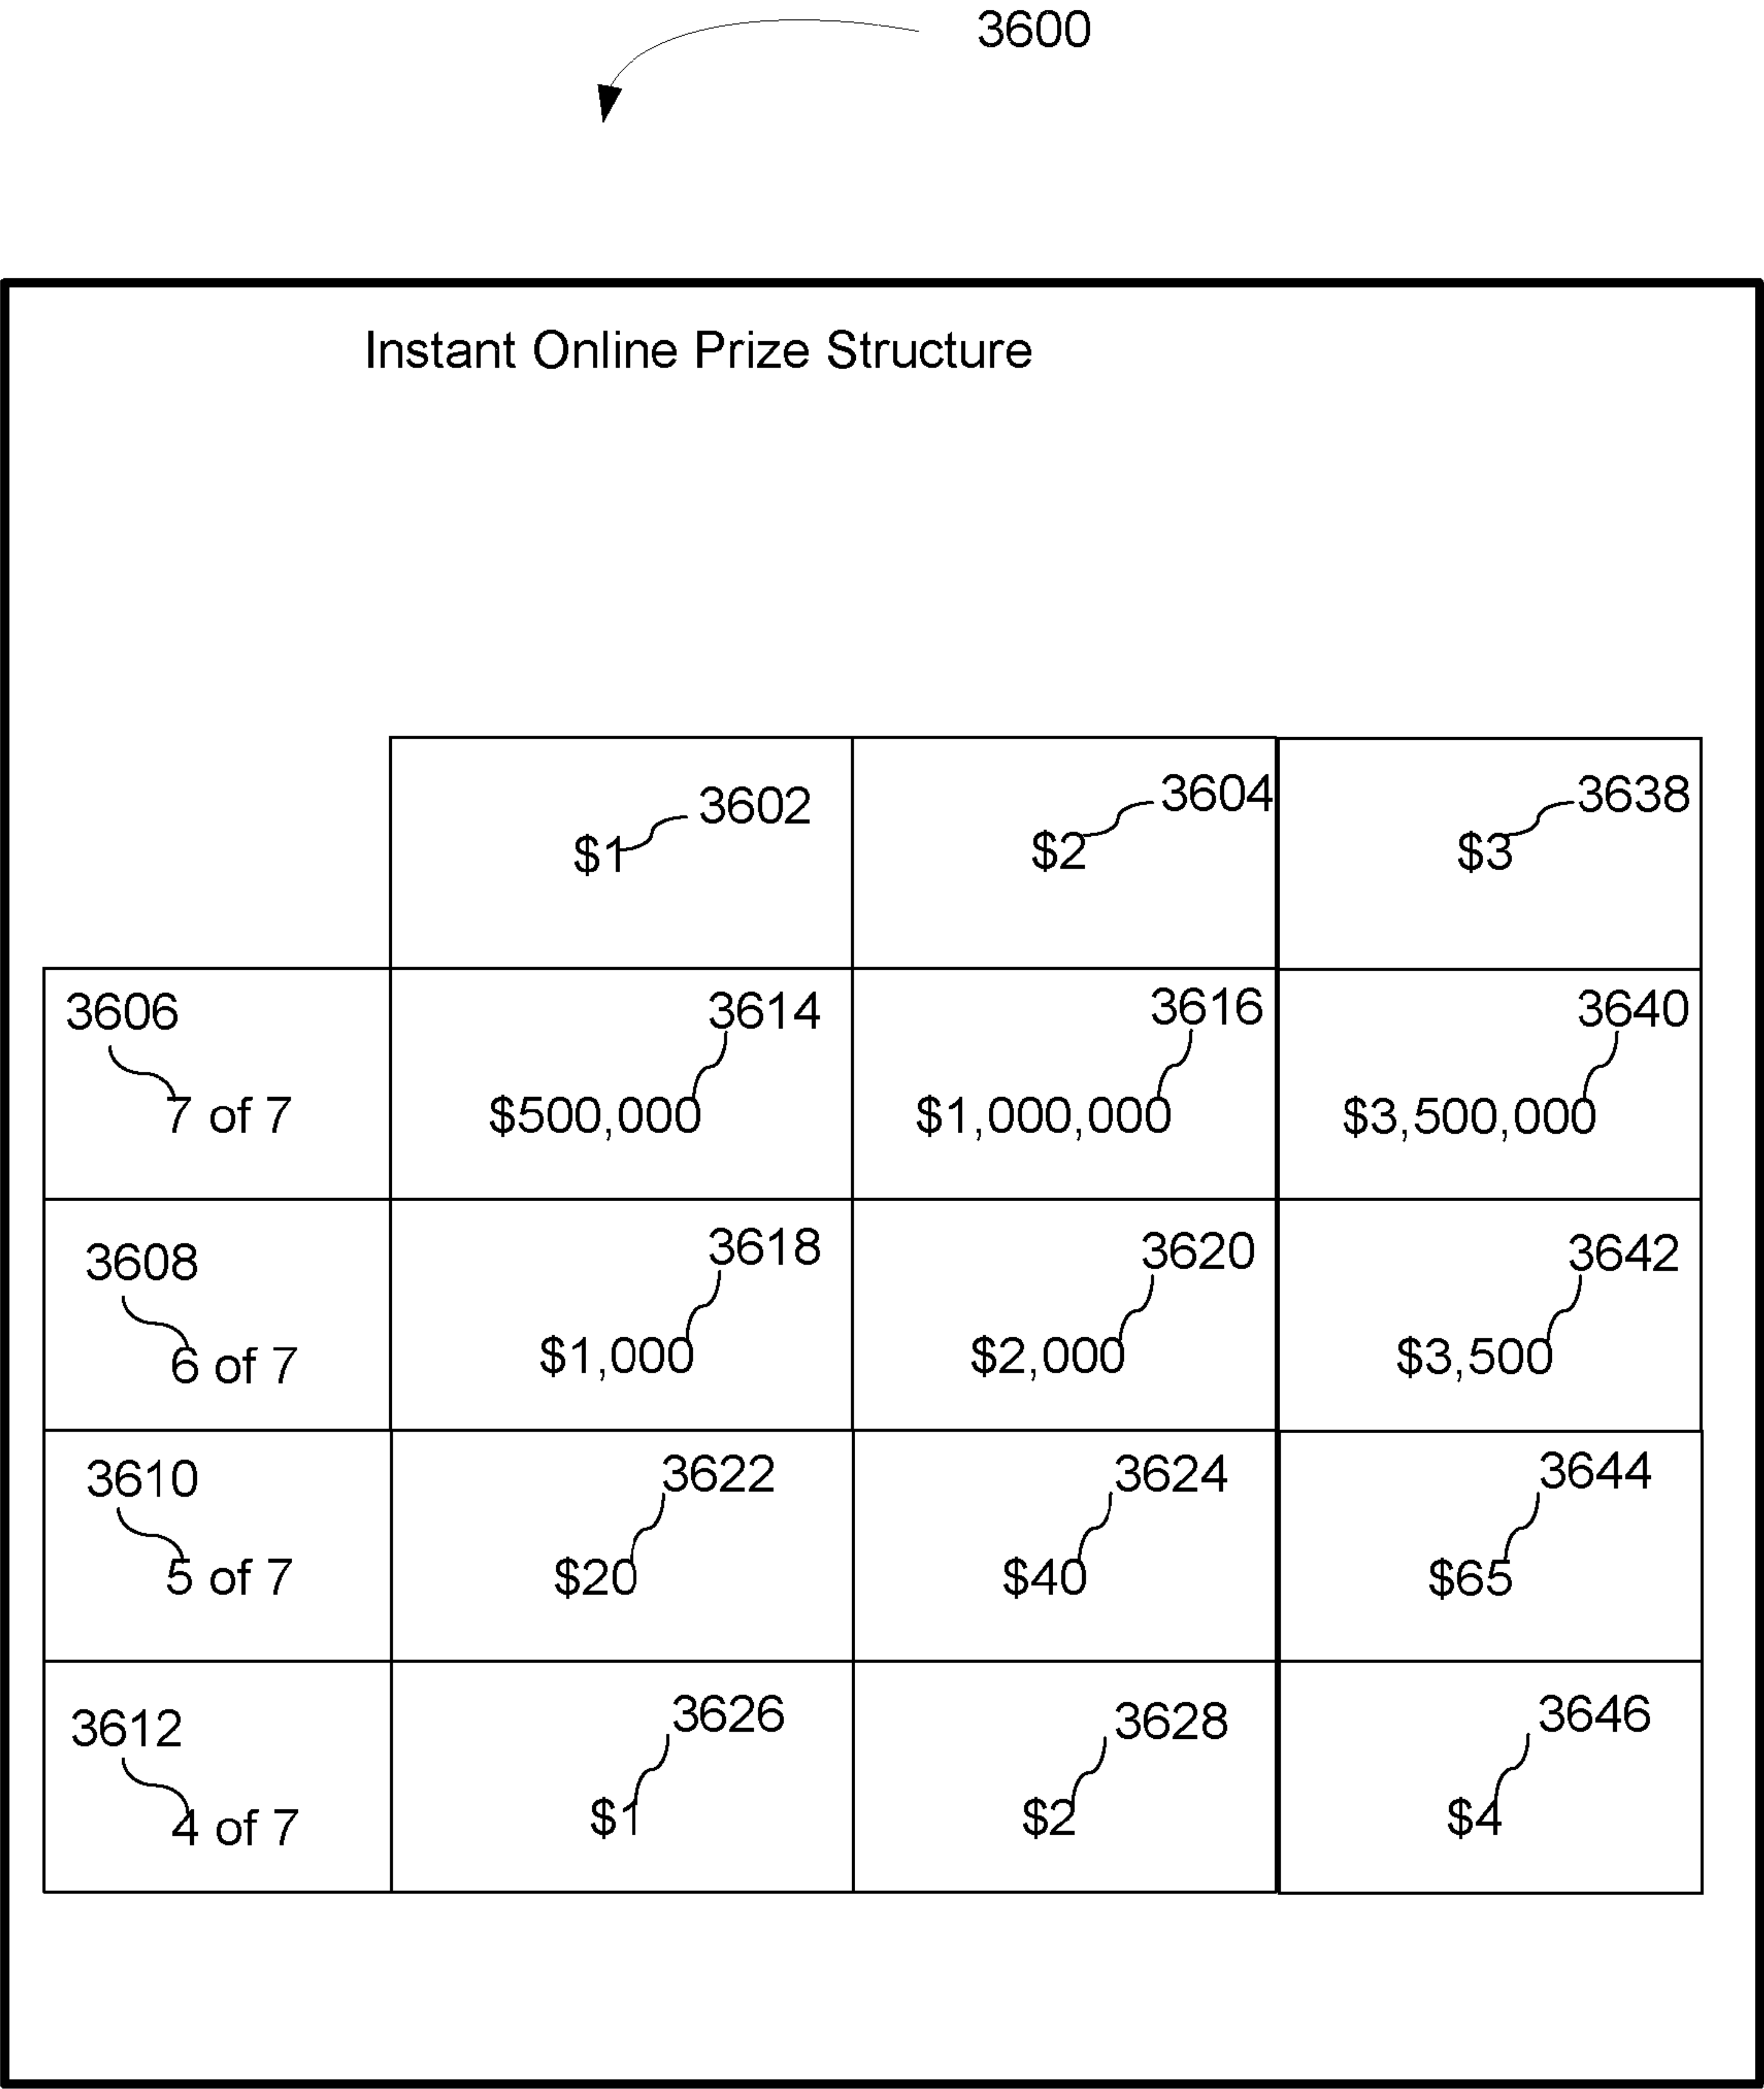 3600
Instant Online Prize Structure
3602 3604 3638
$1 $2 $3
3606 3614 3616 3640
7 of 7 $500,000 $1,000,000 $3,500,000
3608 3618 3620 3642
6 of 7 $1,000 $2,000 $3,500
3610 3622 3624 3644
5 of 7 $20 $40 $65
3612 3626 3628 3646
4 of 7 $1 $2 $4